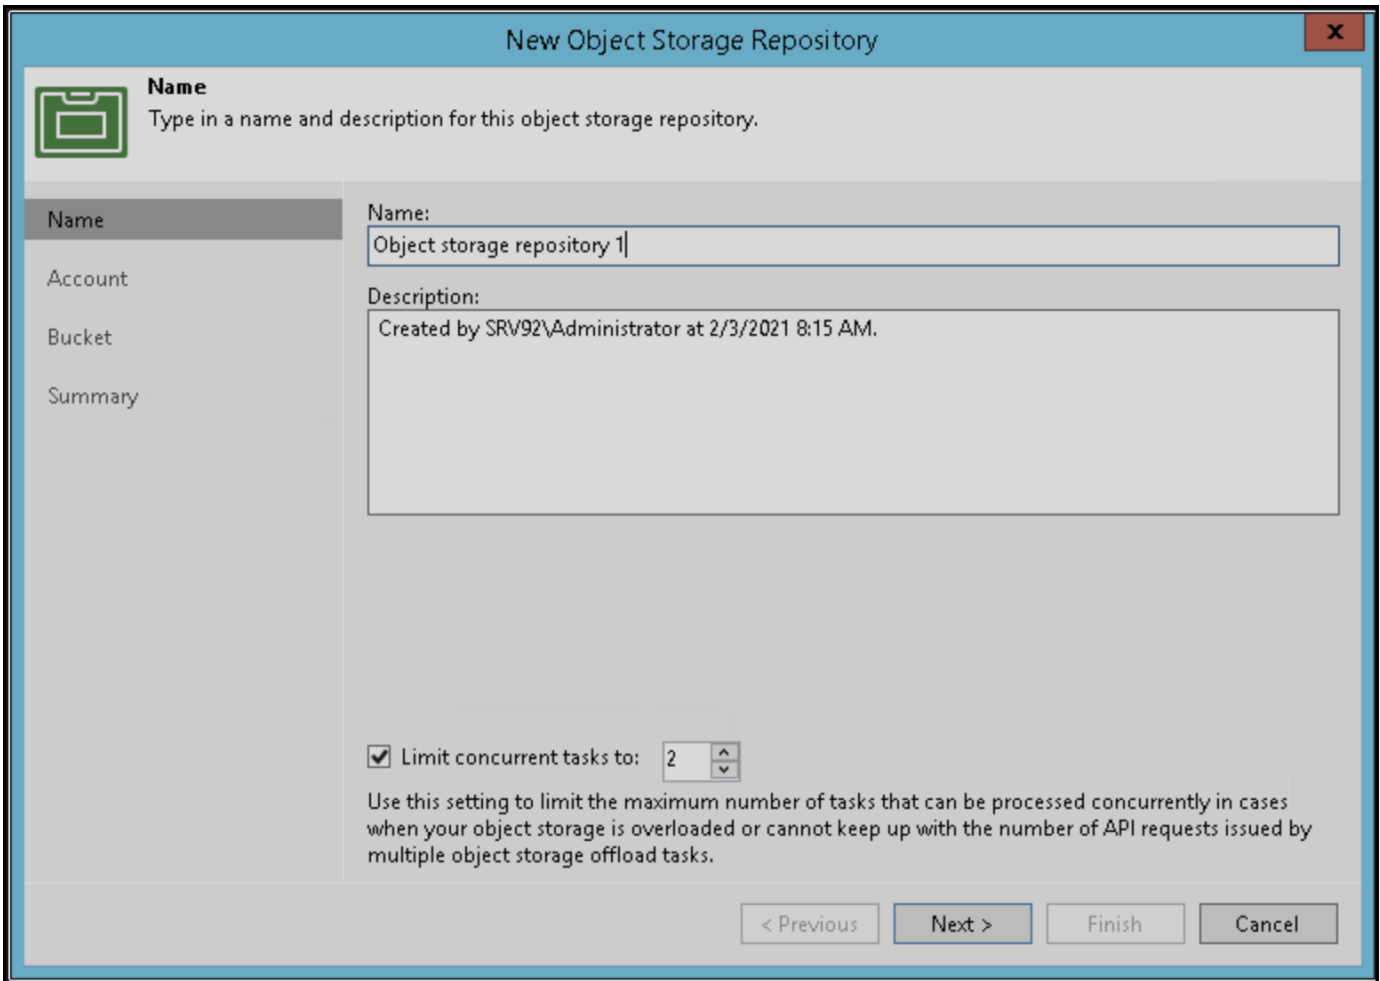 New Object Storage Repository
x
Name
Type in a name and description for this object storage repository.
Name
Account
Bucket
Summary
Name:
Object storage repository 1
Description:
Created by SRV92\Administrator at 2/3/2021 8:15 AM.
Limit concurrent tasks to: 2
Use this setting to limit the maximum number of tasks that can be processed concurrently in cases
when your object storage is overloaded or cannot keep up with the number of API requests issued by
multiple object storage offload tasks.
< Previous Next > Finish Cancel